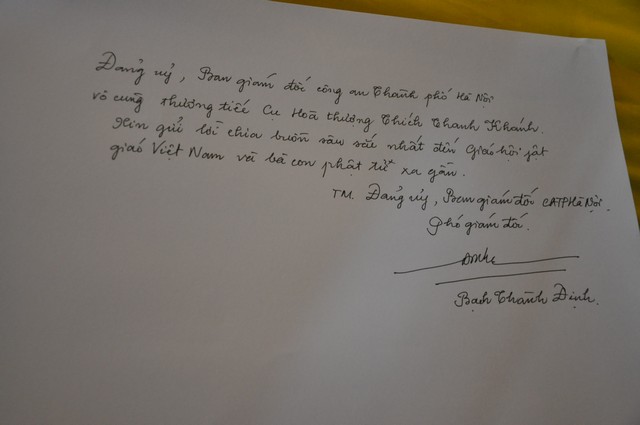 Đảng uỷ, Ban giám đốc công an Thành phố Hà Nội
vô cùng thương tiếc Cụ Hoà thượng Thích Thanh Khánh.
Xin gửi lời chia buồn sâu sắc nhất đến Giáo hội phật
giáo Việt Nam và bà con phật tử xa gần.
TM. Đảng uỷ, Ban giám đốc CATP Hà Nội.
Phó giám đốc.
Bạch Thành Định.